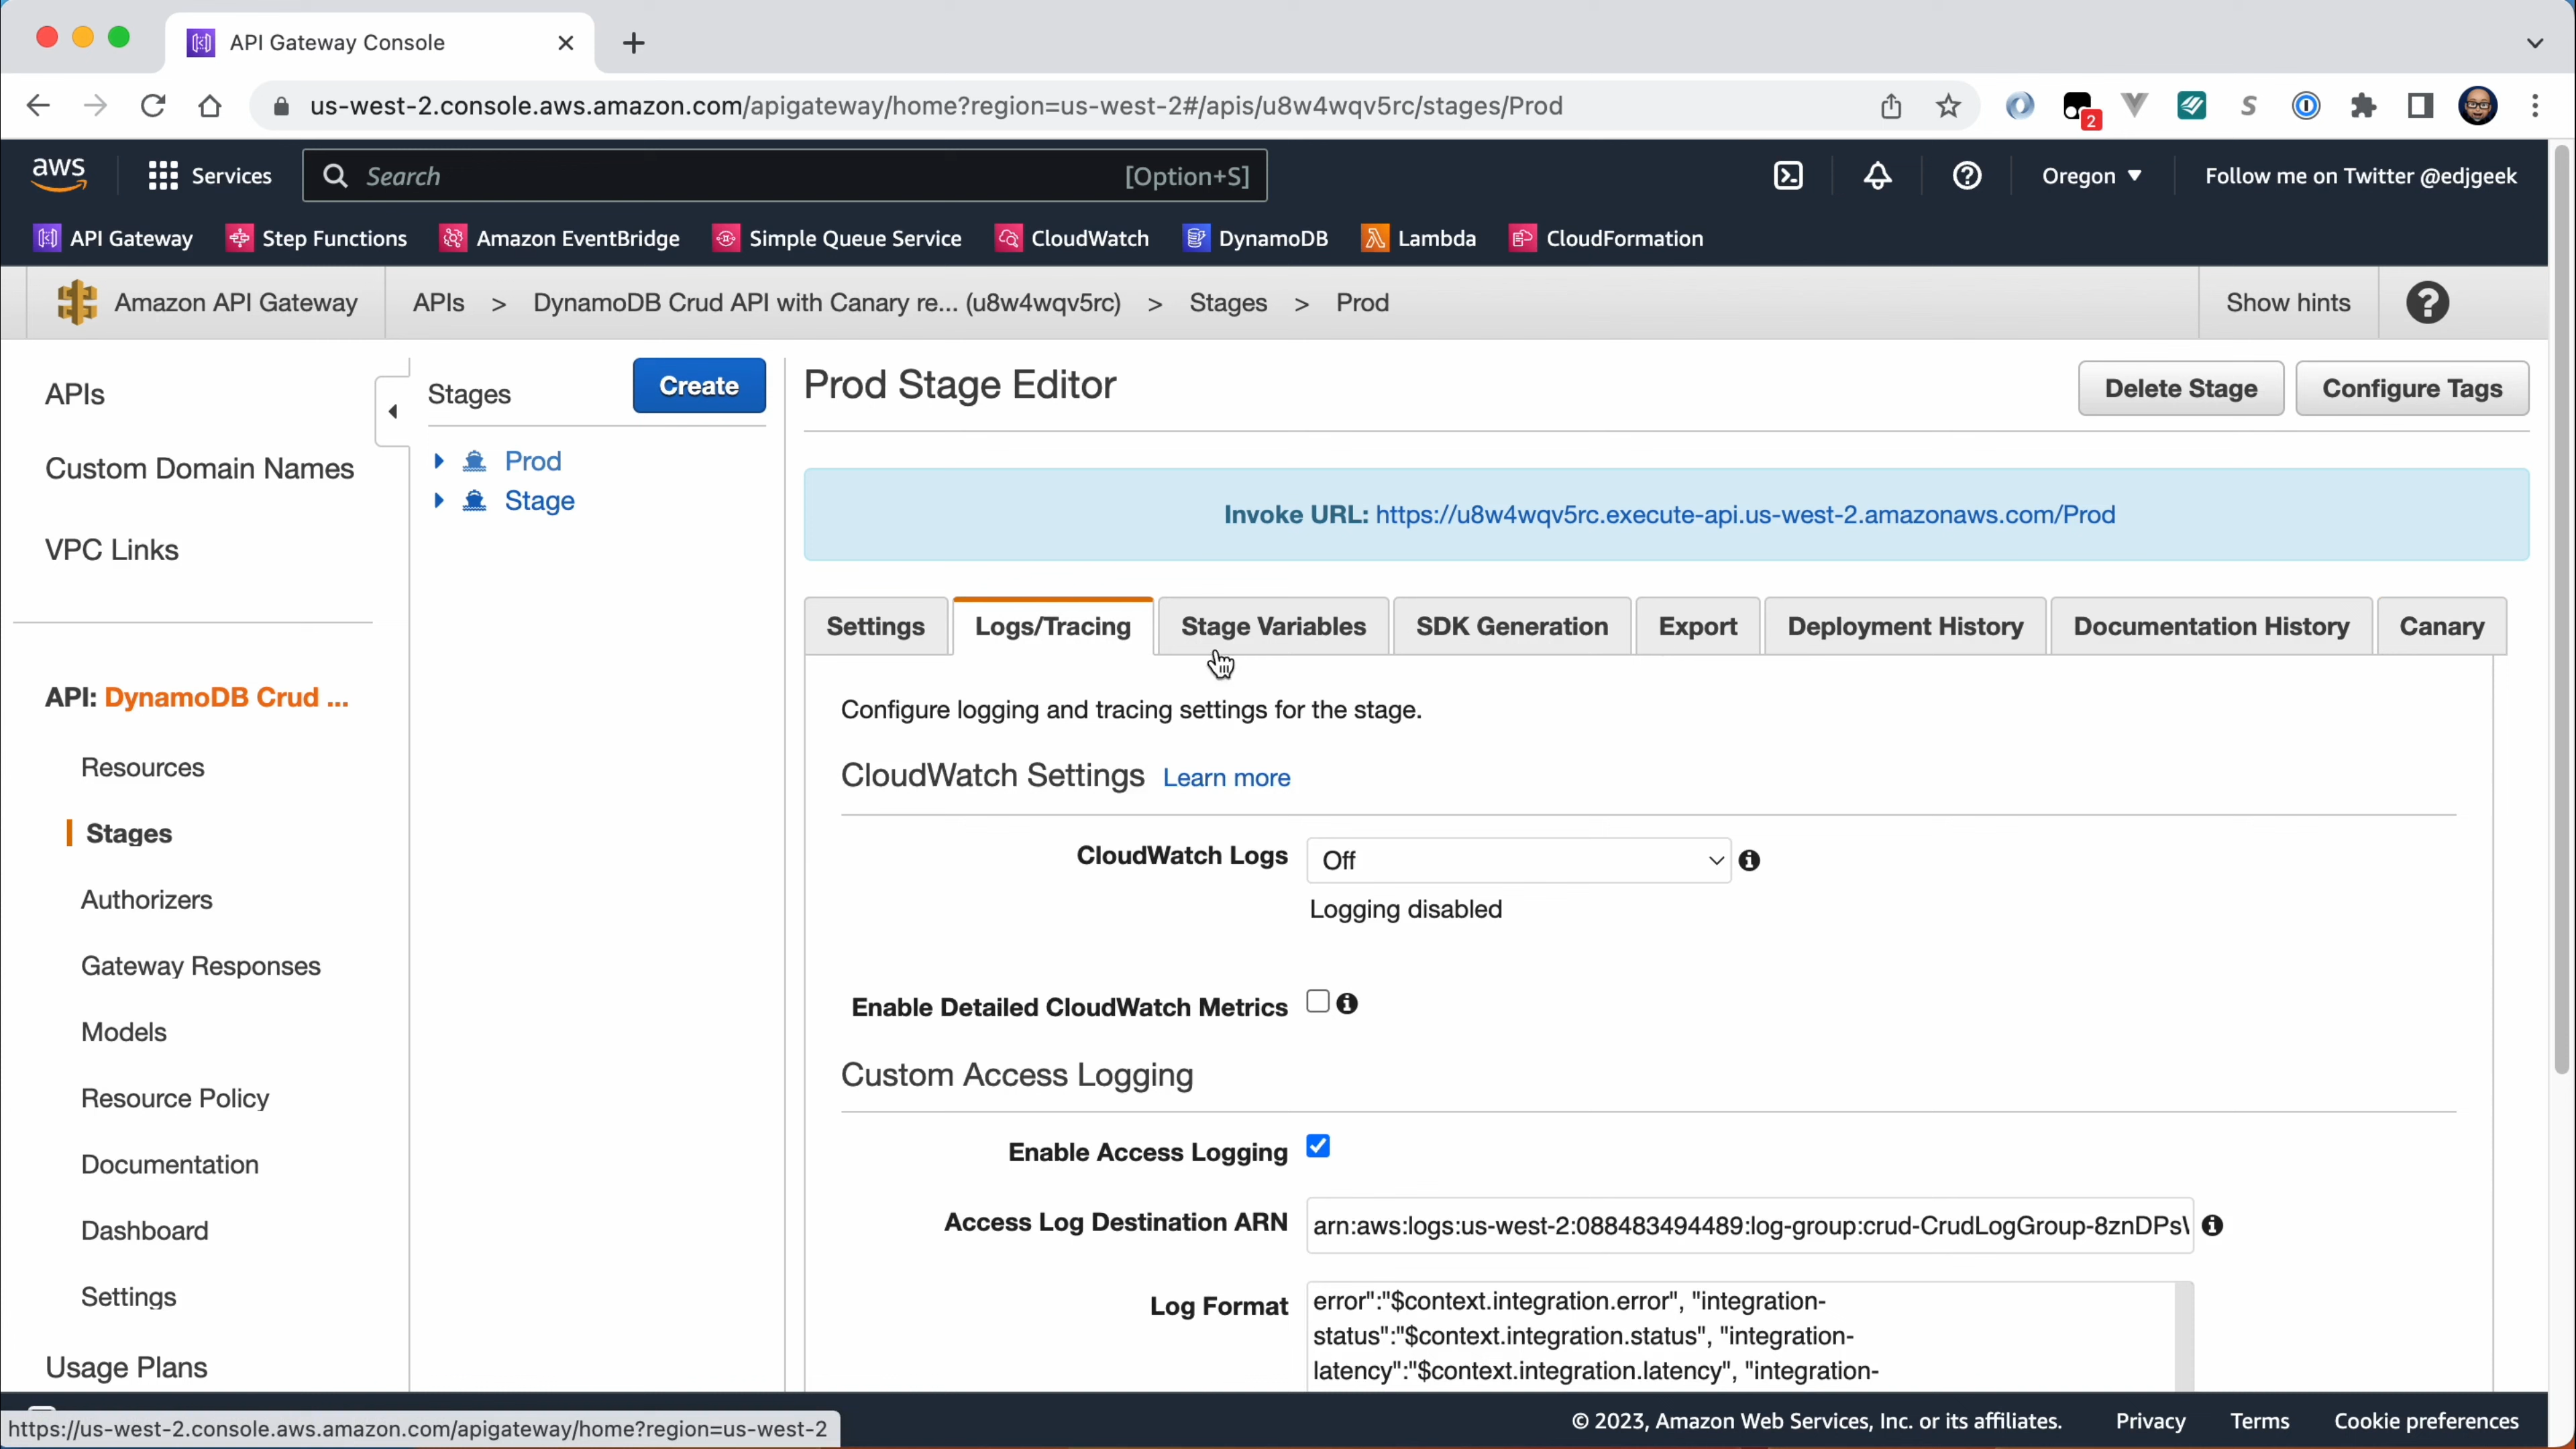 API Gateway Console
us-west-2.console.aws.amazon.com/apigateway/home?region=us-west-2#/apis/u8w4wqv5rc/stages/Prod
2
aws
Services
Search
[Option+S]
Oregon
Follow me on Twitter @edjgeek
API Gateway
Step Functions
Amazon EventBridge
Simple Queue Service
CloudWatch
DynamoDB
Lambda
CloudFormation
Amazon API Gateway
APIs > DynamoDB Crud API with Canary re... (u8w4wqv5rc) > Stages > Prod
Show hints
APIs
Custom Domain Names
VPC Links
API: DynamoDB Crud ...
Resources
Stages
Authorizers
Gateway Responses
Models
Resource Policy
Documentation
Dashboard
Settings
Usage Plans
Stages
Create
Prod
Stage
Prod Stage Editor
Delete Stage
Configure Tags
Invoke URL: https://u8w4wqv5rc.execute-api.us-west-2.amazonaws.com/Prod
Settings
Logs/Tracing
Stage Variables
SDK Generation
Export
Deployment History
Documentation History
Canary
Configure logging and tracing settings for the stage.
CloudWatch Settings Learn more
CloudWatch Logs
Off
Logging disabled
Enable Detailed CloudWatch Metrics
Custom Access Logging
Enable Access Logging
Access Log Destination ARN
arn:aws:logs:us-west-2:088483494489:log-group:crud-CrudLogGroup-8znDPs
Log Format
error":"$context.integration.error", "integration-
status":"$context.integration.status", "integration-
latency":"$context.integration.latency", "integration-
https://us-west-2.console.aws.amazon.com/apigateway/home?region=us-west-2
© 2023, Amazon Web Services, Inc. or its affiliates.
Privacy
Terms
Cookie preferences